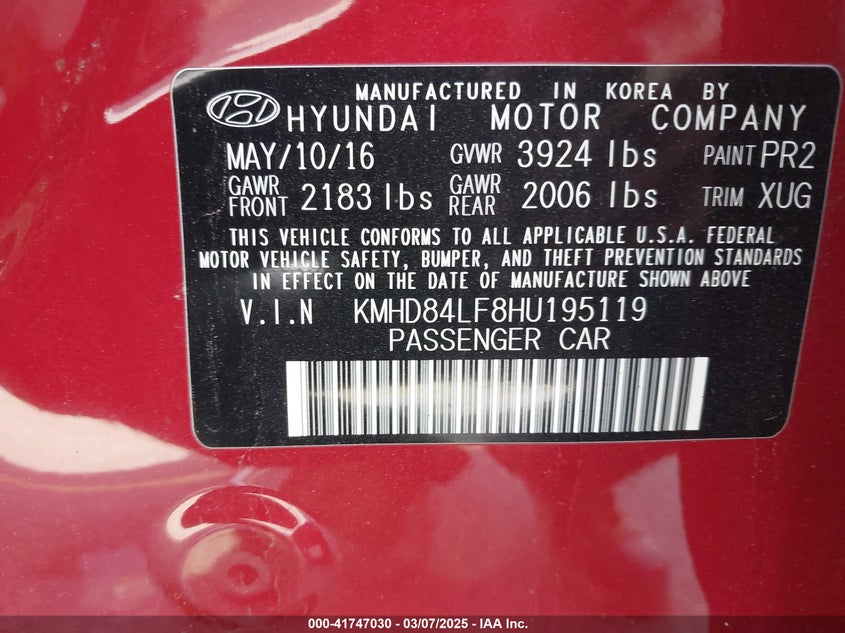 MANUFACTURED IN KOREA BY
HYUNDAI MOTOR COMPANY
MAY/10/16 GVWR 3924 lbs PAINT PR2
GAWR FRONT 2183 lbs GAWR REAR 2006 lbs TRIM XUG
THIS VEHICLE CONFORMS TO ALL APPLICABLE U.S.A. FEDERAL
MOTOR VEHICLE SAFETY, BUMPER, AND THEFT PREVENTION STANDARDS
IN EFFECT ON THE DATE OF MANUFACTURE SHOWN ABOVE
V.I.N KMHD84LF8HU195119
PASSENGER CAR
000-41747030 - 03/07/2025 - IAA Inc.